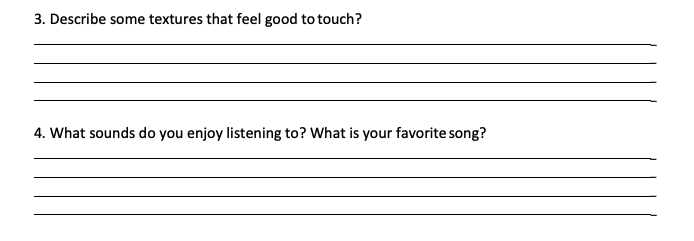 3. Describe some textures that feel good to touch?
4. What sounds do you enjoy listening to? What is your favorite song?